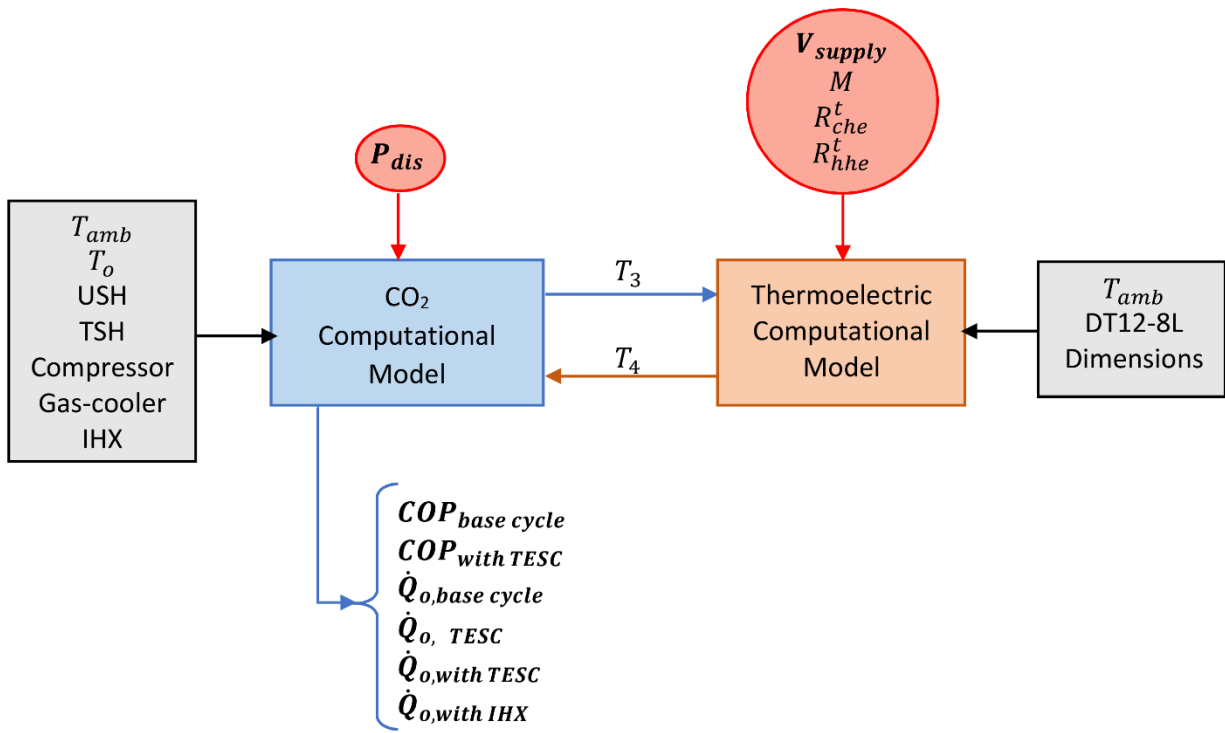 V_supply
M
R^t_che
R^t_hhe
P_dis
T_amb
T_o
USH
TSH
Compressor
Gas-cooler
IHX
CO₂
Computational
Model
T_3
T_4
Thermoelectric
Computational
Model
T_amb
DT12-8L
Dimensions
COP_base cycle
COP_with TESC
Q̇_o,base cycle
Q̇_o, TESC
Q̇_o,with TESC
Q̇_o,with IHX